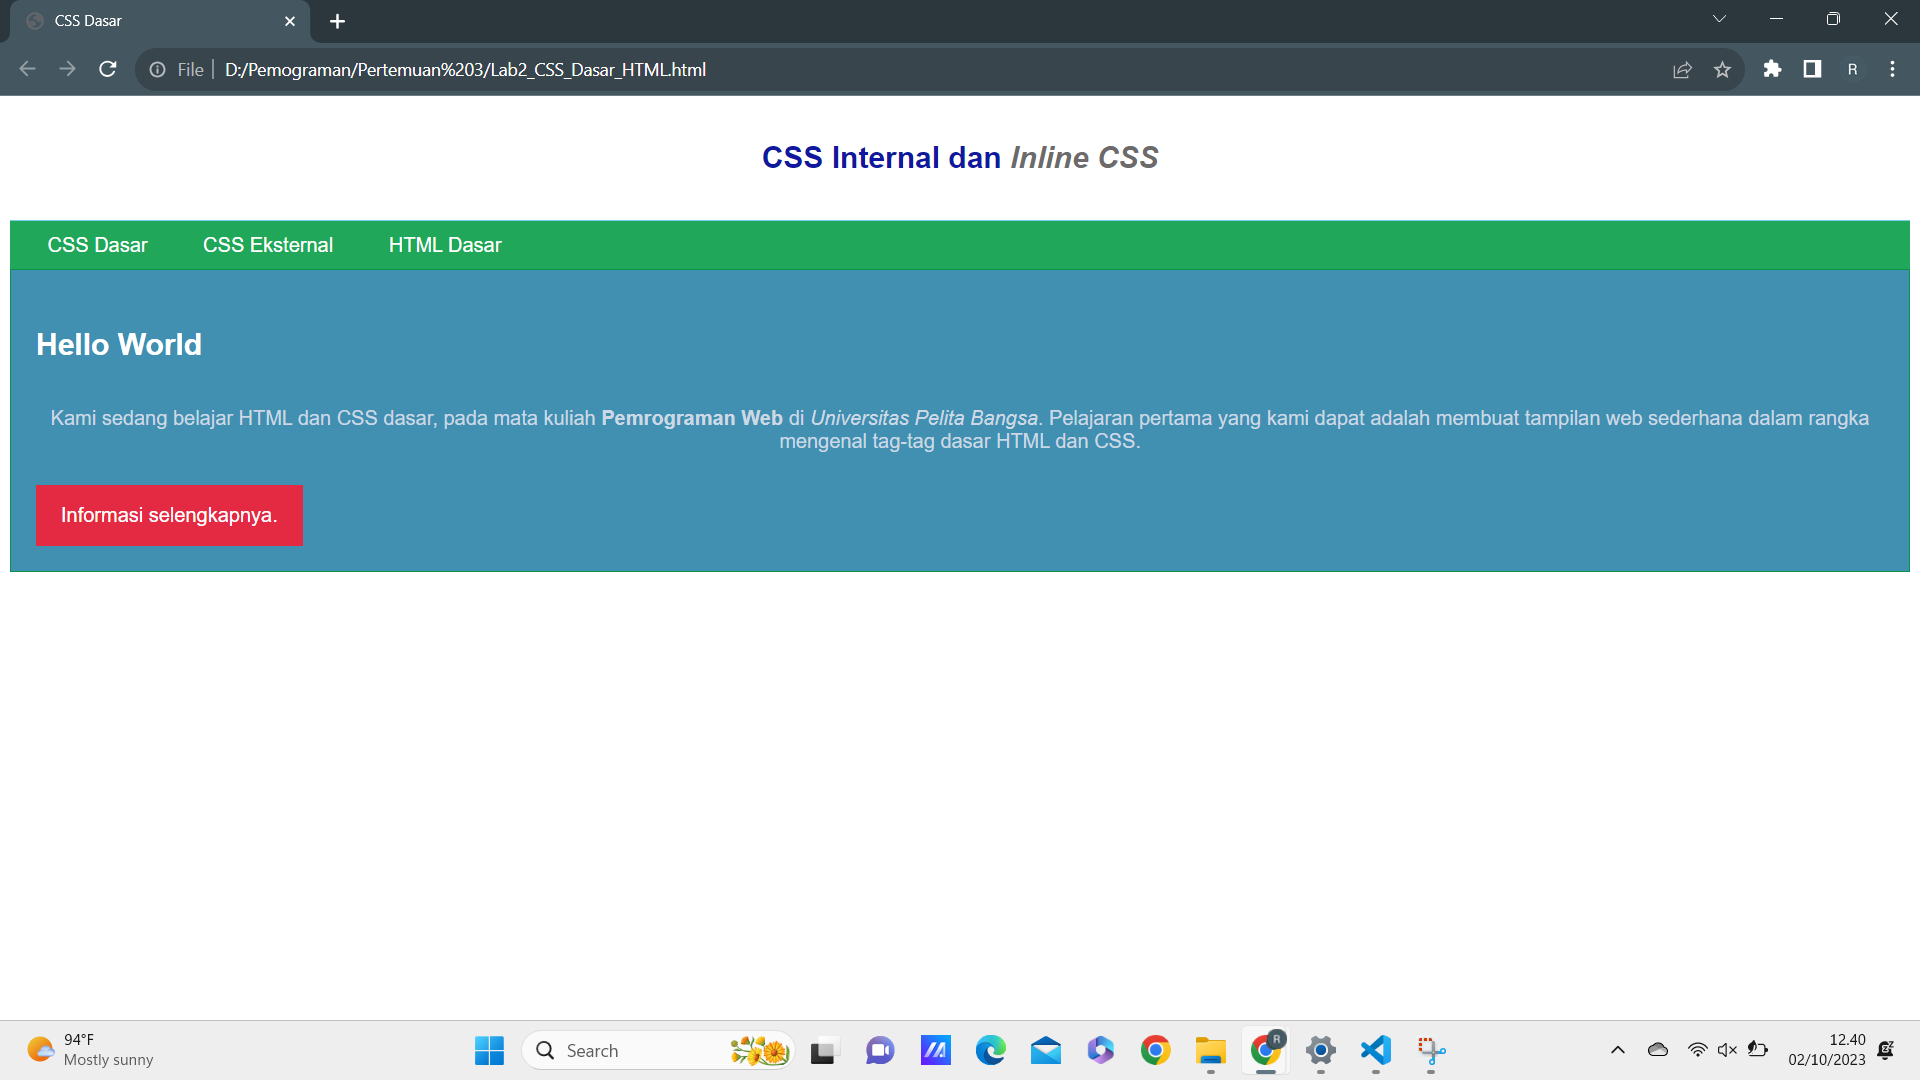 CSS Dasar
File
D:/Pemograman/Pertemuan%203/Lab2_CSS_Dasar_HTML.html
R
CSS Internal dan Inline CSS
CSS Dasar
CSS Eksternal
HTML Dasar
Hello World
Kami sedang belajar HTML dan CSS dasar, pada mata kuliah Pemrograman Web di Universitas Pelita Bangsa. Pelajaran pertama yang kami dapat adalah membuat tampilan web sederhana dalam rangka
mengenal tag-tag dasar HTML dan CSS.
Informasi selengkapnya.
94°F
Mostly sunny
Search
R
12.40
02/10/2023